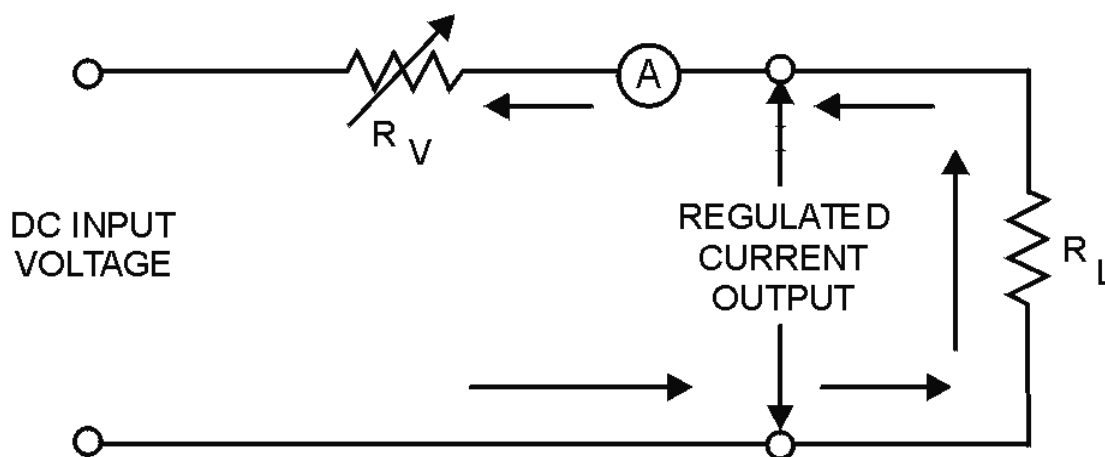 A
R V
DC INPUT
VOLTAGE
REGULATED
CURRENT
OUTPUT
R L